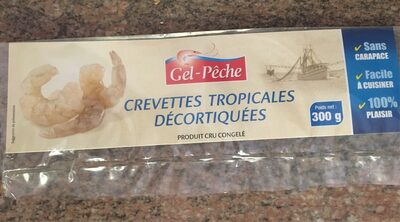 Gel-Pêche
CREVETTES TROPICALES
DÉCORTIQUÉES
PRODUIT CRU CONGELÉ
Poids net :
300 g
Sans
CARAPACE
Facile
À CUISINER
100%
PLAISIR